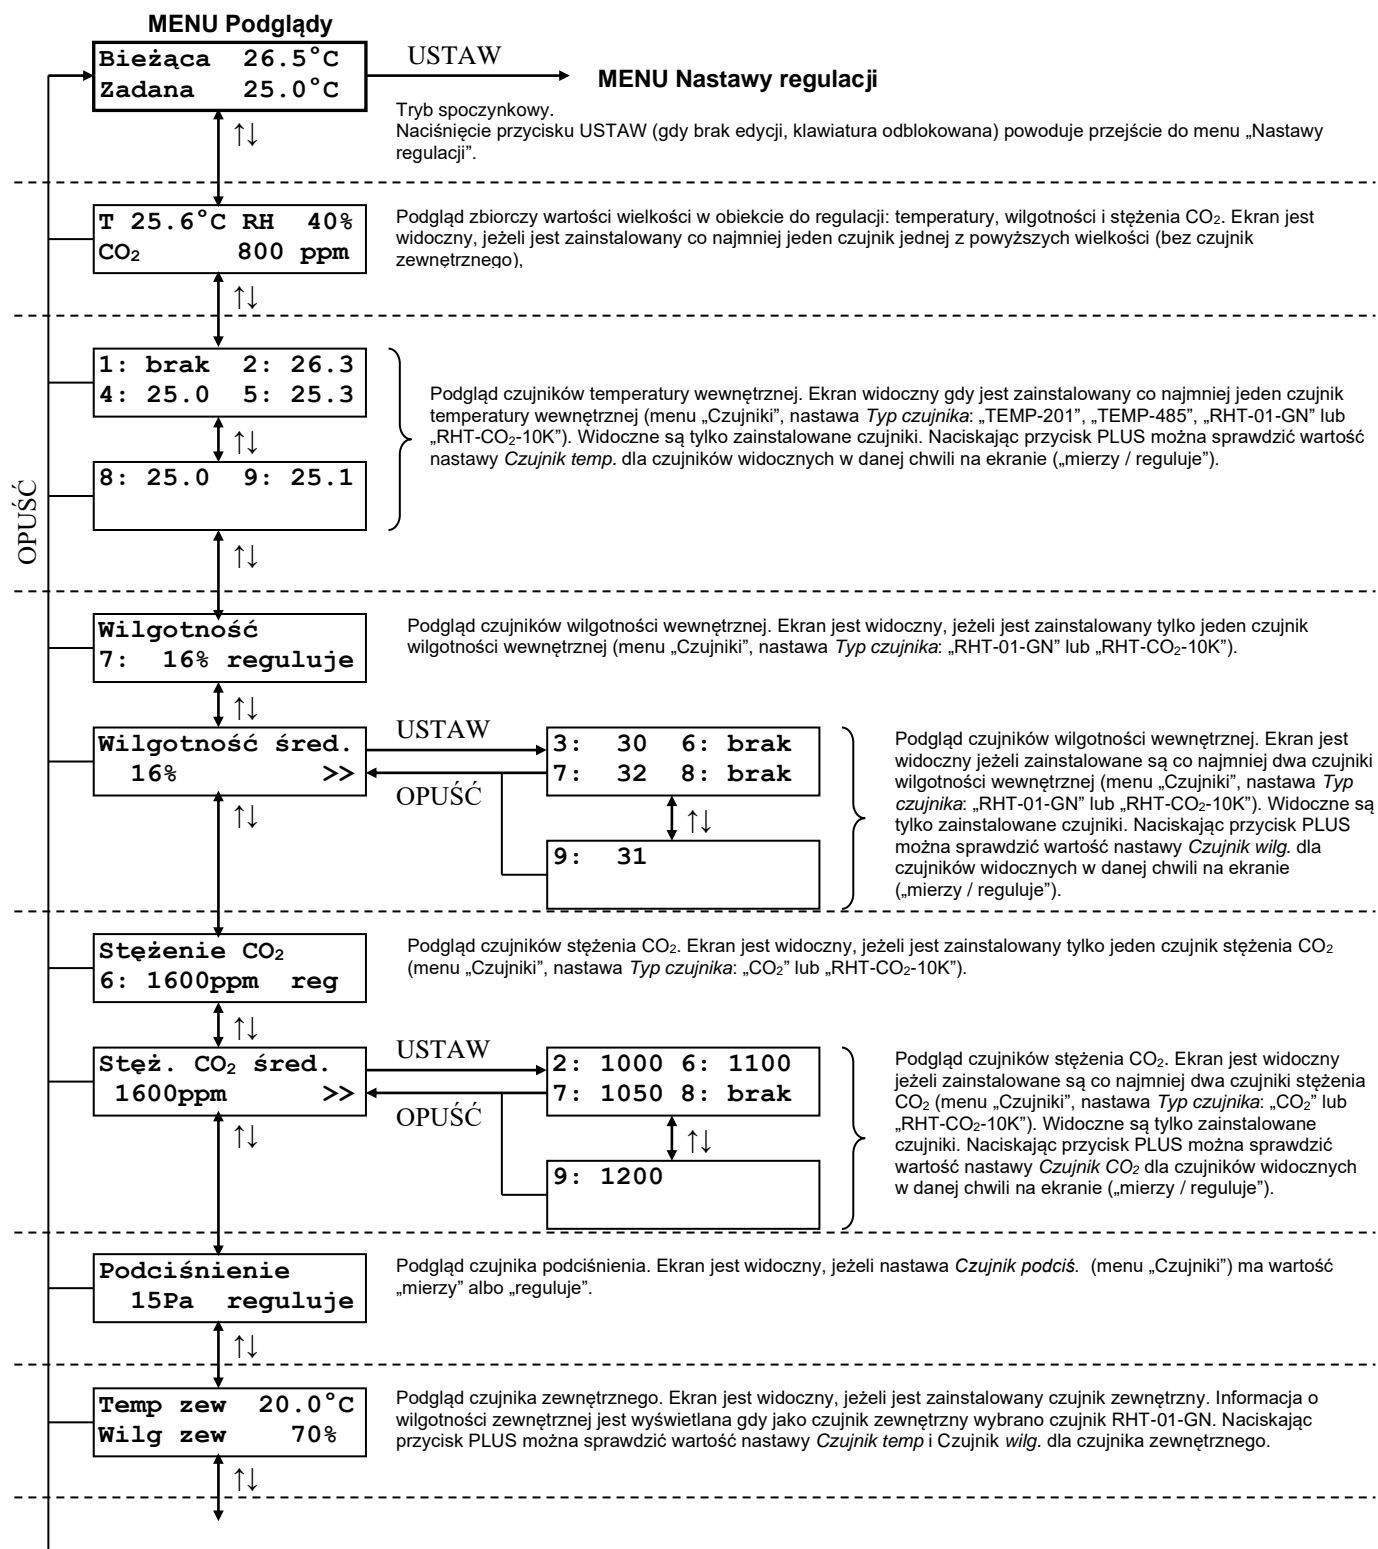 MENU Podglądy
Bieżąca 26.5°C
Zadana 25.0°C
USTAW
MENU Nastawy regulacji
Tryb spoczynkowy.
Naciśnięcie przycisku USTAW (gdy brak edycji, klawiatura odblokowana) powoduje przejście do menu „Nastawy
regulacji”.
↑↓
T 25.6°C RH 40%
CO₂ 800 ppm
Podgląd zbiorczy wartości wielkości w obiekcie do regulacji: temperatury, wilgotności i stężenia CO₂. Ekran jest
widoczny, jeżeli jest zainstalowany co najmniej jeden czujnik jednej z powyższych wielkości (bez czujnik
zewnętrznego),
↑↓
1: brak 2: 26.3
4: 25.0 5: 25.3
↑↓
8: 25.0 9: 25.1
Podgląd czujników temperatury wewnętrznej. Ekran widoczny gdy jest zainstalowany co najmniej jeden czujnik
temperatury wewnętrznej (menu „Czujniki”, nastawa Typ czujnika: „TEMP-201”, „TEMP-485”, „RHT-01-GN” lub
„RHT-CO₂-10K”). Widoczne są tylko zainstalowane czujniki. Naciskając przycisk PLUS można sprawdzić wartość
nastawy Czujnik temp. dla czujników widocznych w danej chwili na ekranie („mierzy / reguluje”).
OPUŚĆ
↑↓
Wilgotność
7: 16% reguluje
Podgląd czujników wilgotności wewnętrznej. Ekran jest widoczny, jeżeli jest zainstalowany tylko jeden czujnik
wilgotności wewnętrznej (menu „Czujniki”, nastawa Typ czujnika: „RHT-01-GN” lub „RHT-CO₂-10K”).
↑↓
Wilgotność śred.
16% >>
USTAW
OPUŚĆ
3: 30 6: brak
7: 32 8: brak
↑↓
9: 31
Podgląd czujników wilgotności wewnętrznej. Ekran jest
widoczny jeżeli zainstalowane są co najmniej dwa czujniki
wilgotności wewnętrznej (menu „Czujniki”, nastawa Typ
czujnika: „RHT-01-GN” lub „RHT-CO₂-10K”). Widoczne są
tylko zainstalowane czujniki. Naciskając przycisk PLUS
można sprawdzić wartość nastawy Czujnik wilg. dla
czujników widocznych w danej chwili na ekranie
(„mierzy / reguluje”).
↑↓
Stężenie CO₂
6: 1600ppm reg
Podgląd czujników stężenia CO₂. Ekran jest widoczny, jeżeli jest zainstalowany tylko jeden czujnik stężenia CO₂
(menu „Czujniki”, nastawa Typ czujnika: „CO₂” lub „RHT-CO₂-10K”).
↑↓
Stęż. CO₂ śred.
1600ppm >>
USTAW
OPUŚĆ
2: 1000 6: 1100
7: 1050 8: brak
↑↓
9: 1200
Podgląd czujników stężenia CO₂. Ekran jest widoczny
jeżeli zainstalowane są co najmniej dwa czujniki stężenia
CO₂ (menu „Czujniki”, nastawa Typ czujnika: „CO₂” lub
„RHT-CO₂-10K”). Widoczne są tylko zainstalowane
czujniki. Naciskając przycisk PLUS można sprawdzić
wartość nastawy Czujnik CO₂ dla czujników widocznych
w danej chwili na ekranie („mierzy / reguluje”).
↑↓
Podciśnienie
15Pa reguluje
Podgląd czujnika podciśnienia. Ekran jest widoczny, jeżeli nastawa Czujnik podciś. (menu „Czujniki”) ma wartość
„mierzy” albo „reguluje”.
↑↓
Temp zew 20.0°C
Wilg zew 70%
Podgląd czujnika zewnętrznego. Ekran jest widoczny, jeżeli jest zainstalowany czujnik zewnętrzny. Informacja o
wilgotności zewnętrznej jest wyświetlana gdy jako czujnik zewnętrzny wybrano czujnik RHT-01-GN. Naciskając
przycisk PLUS można sprawdzić wartość nastawy Czujnik temp i Czujnik wilg. dla czujnika zewnętrznego.
↑↓